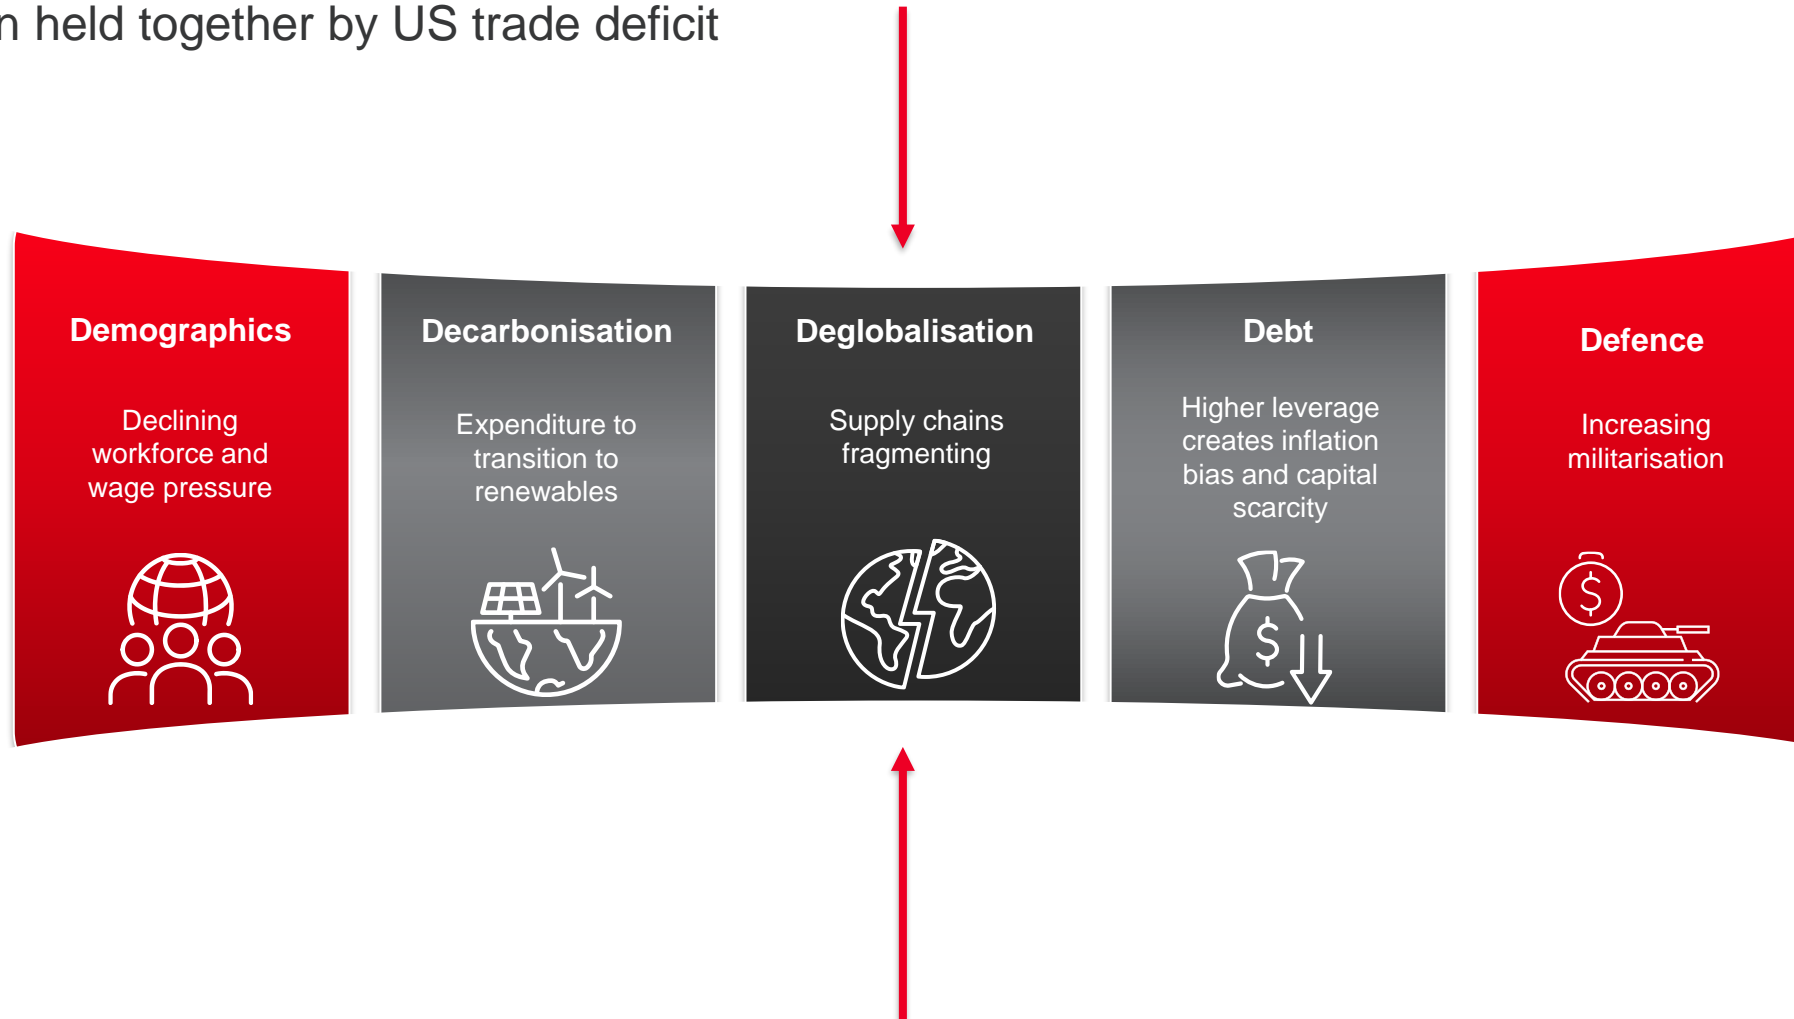 n held together by US trade deficit
Demographics
Declining
workforce and
wage pressure
Decarbonisation
Expenditure to
transition to
renewables
Deglobalisation
Supply chains
fragmenting
Debt
Higher leverage
creates inflation
bias and capital
scarcity
$
Defence
Increasing
militarisation
$